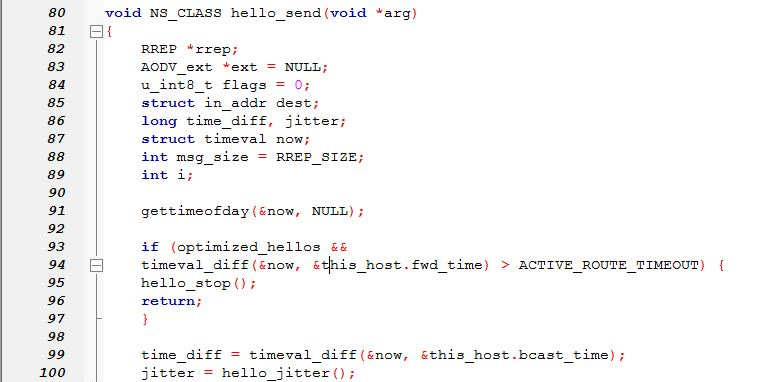 80 void NS_CLASS hello_send(void *arg)
81 {
82 RREP *rrep;
83 AODV_ext *ext = NULL;
84 u_int8_t flags = 0;
85 struct in_addr dest;
86 long time_diff, jitter;
87 struct timeval now;
88 int msg_size = RREP_SIZE;
89 int i;
90
91 gettimeofday(&now, NULL);
92
93 if (optimized_hellos &&
94 timeval_diff(&now, &this_host.fwd_time) > ACTIVE_ROUTE_TIMEOUT) {
95 hello_stop();
96 return;
97 }
98
99 time_diff = timeval_diff(&now, &this_host.bcast_time);
100 jitter = hello_jitter();